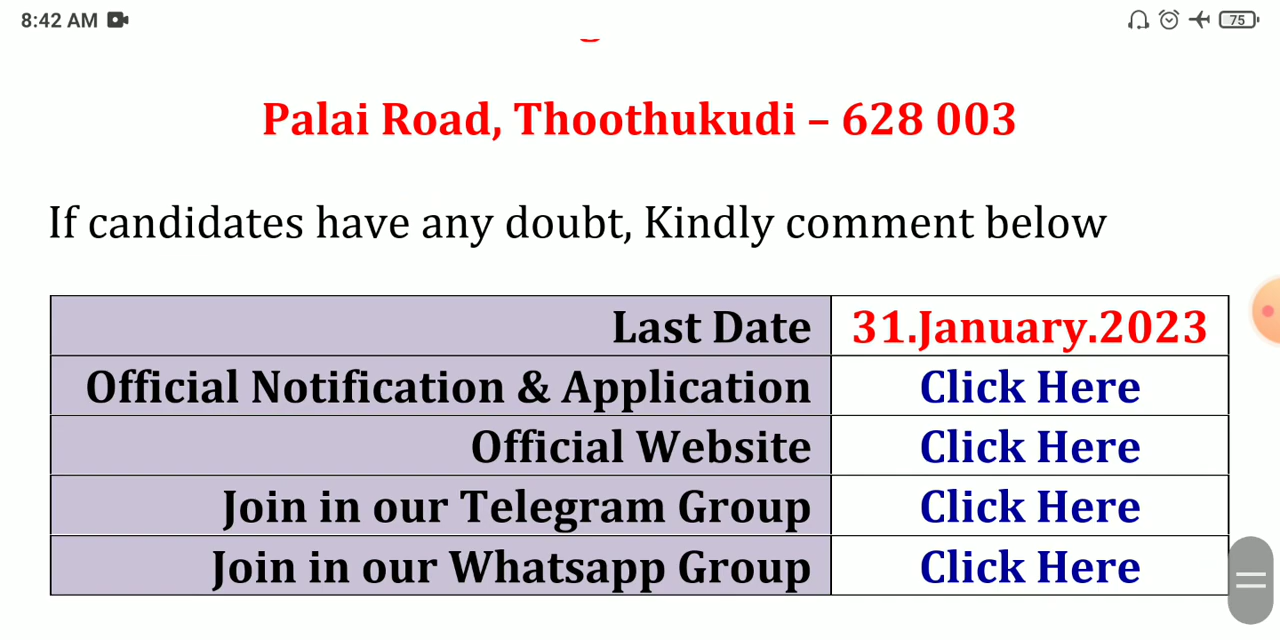 8:42 AM
75
Palai Road, Thoothukudi – 628 003
If candidates have any doubt, Kindly comment below
Last Date 31.January.2023
Official Notification & Application Click Here
Official Website Click Here
Join in our Telegram Group Click Here
Join in our Whatsapp Group Click Here